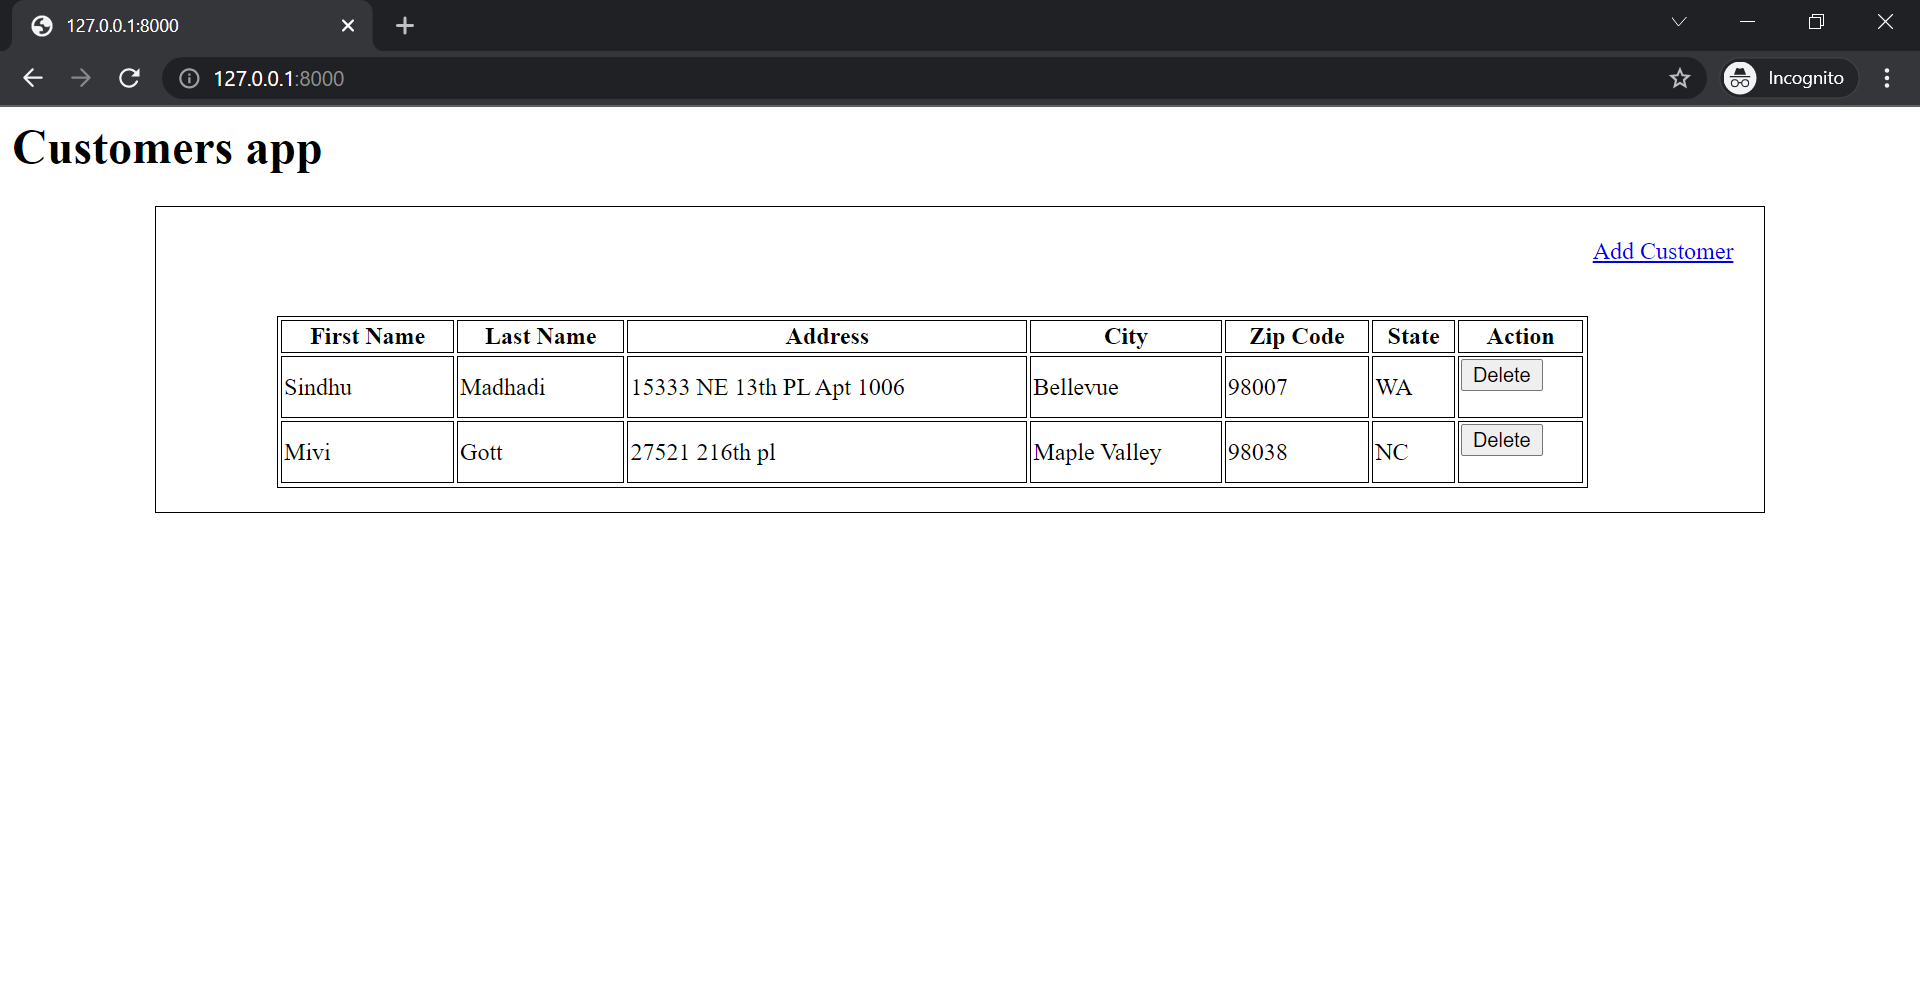 127.0.0.1:8000
127.0.0.1:8000 Incognito
Customers app
Add Customer
First Name Last Name Address City Zip Code State Action
Sindhu Madhadi 15333 NE 13th PL Apt 1006 Bellevue 98007 WA Delete
Mivi Gott 27521 216th pl Maple Valley 98038 NC Delete